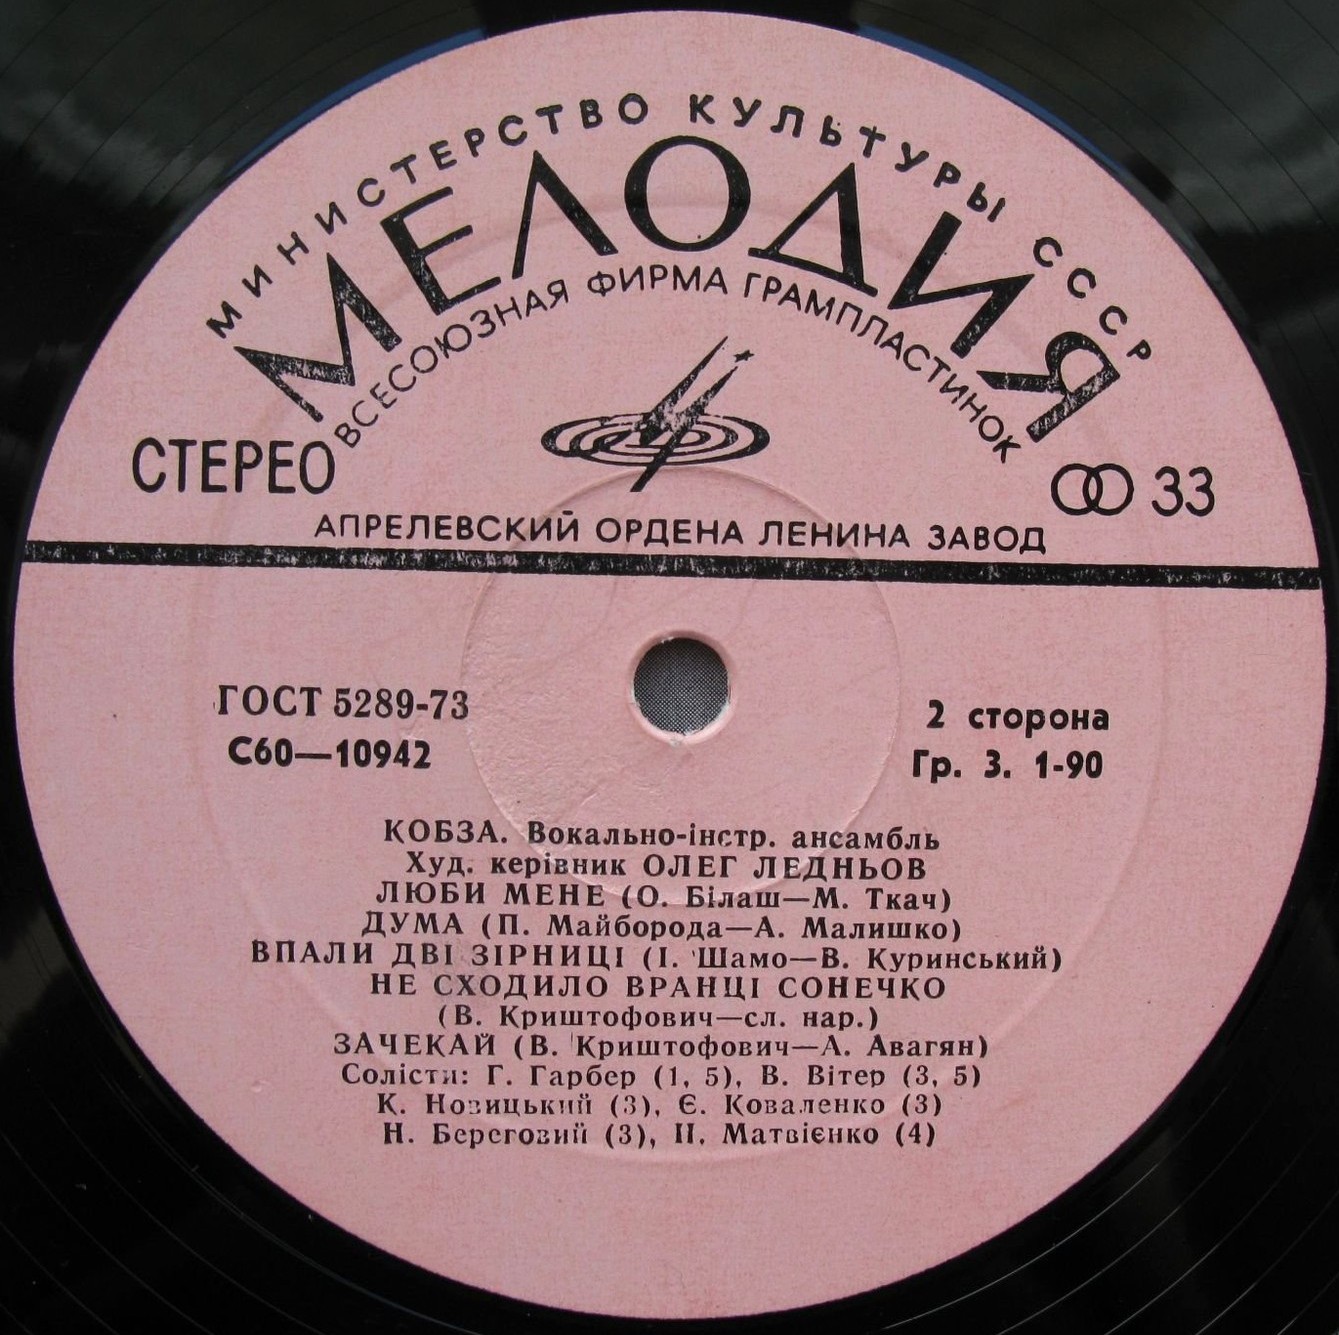 МИНИСТЕРСТВО КУЛЬТУРЫ СССР
МЕЛОДИЯ
ВСЕСОЮЗНАЯ ФИРМА ГРАМПЛАСТИНОК
СТЕРЕО
33
АПРЕЛЕВСКИЙ ОРДЕНА ЛЕНИНА ЗАВОД
ГОСТ 5289-73
С60—10942
2 сторона
Гр. 3. 1-90
КОБЗА. Вокально-інстр. ансамбль
Худ. керівник ОЛЕГ ЛЕДНЬОВ
ЛЮБИ МЕНЕ (О. Білаш—М. Ткач)
ДУМА (П. Майборода—А. Малишко)
ВПАЛИ ДВІ ЗІРНИЦІ (І. Шамо—В. Куринський)
НЕ СХОДИЛО ВРАНЦІ СОНЕЧКО
(В. Криштофович—сл. нар.)
ЗАЧЕКАЙ (В. Криштофович—А. Авагян)
Солісти: Г. Гарбер (1, 5), В. Вітер (3, 5)
К. Новицький (3), Є. Коваленко (3)
Н. Береговий (3), Н. Матвієнко (4)